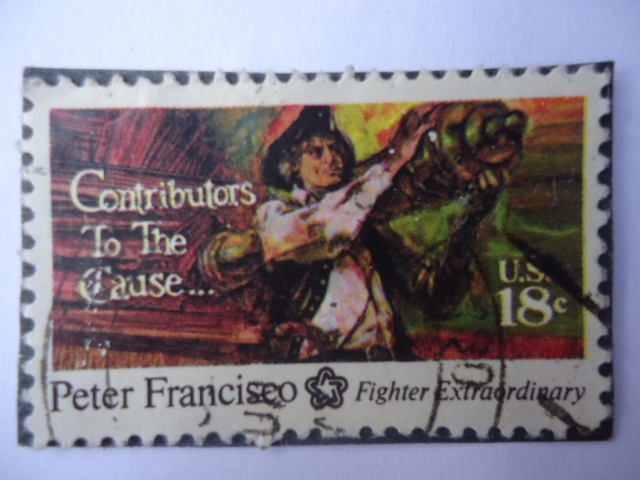 Contributors
To The
Cause...
U.S.
18c
Peter Francisco Fighter Extraordinary